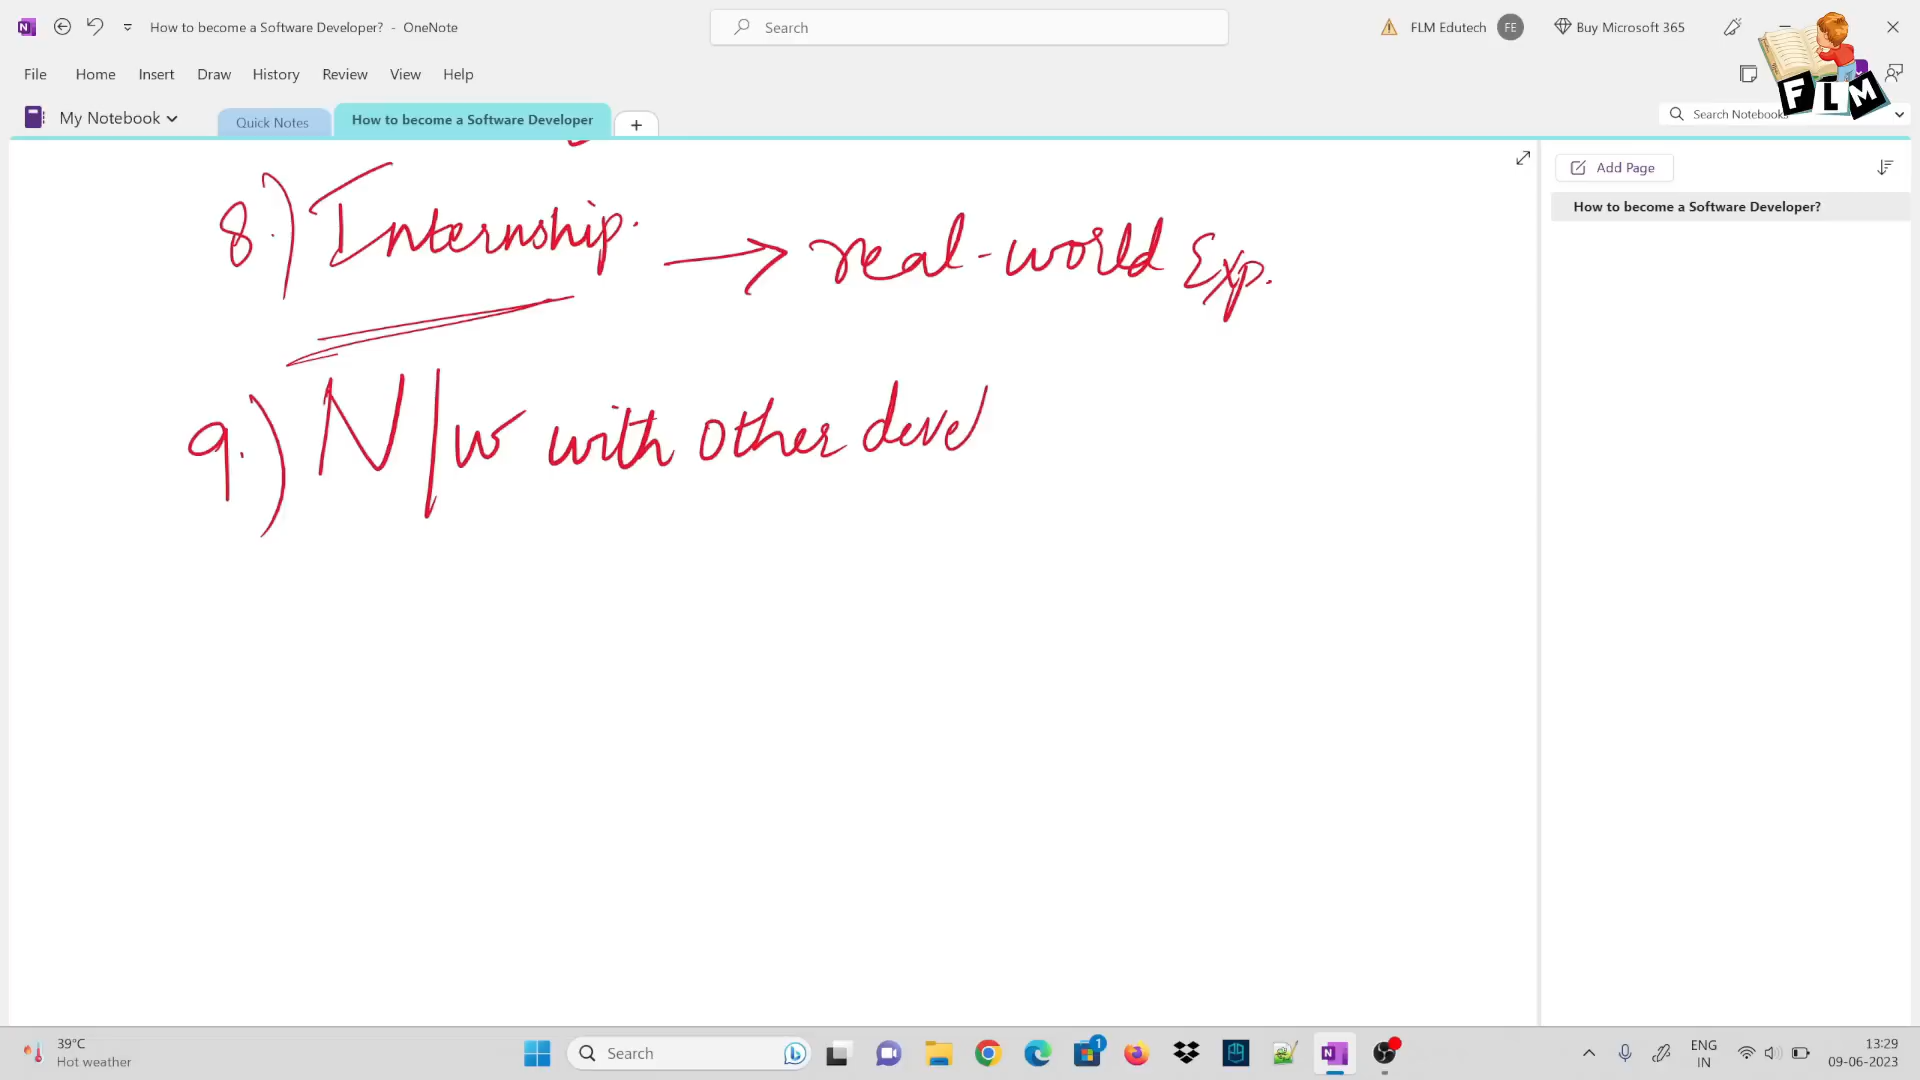 How to become a Software Developer? - OneNote
Search
FLM Edutech FE
Buy Microsoft 365
File Home Insert Draw History Review View Help
FLM
My Notebook
Quick Notes
How to become a Software Developer
Search Notebooks
Add Page
How to become a Software Developer?
8.) Internship. → real-world Exp.
9.) N/w with other devel
39°C
Hot weather
Search
1
ENG
IN
13:29
09-06-2023